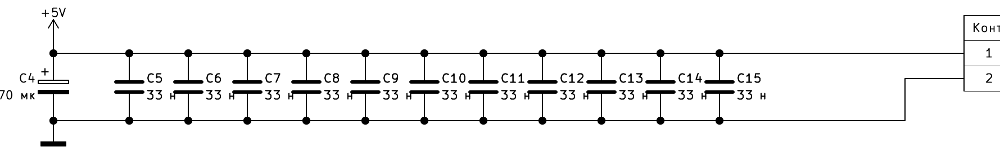 +5V
Конт
1
+
C4
C5
C6
C7
C8
C9
C10
C11
C12
C13
C14
C15
2
70 мк
33 н
33 н
33 н
33 н
33 н
33 н
33 н
33 н
33 н
33 н
33 н